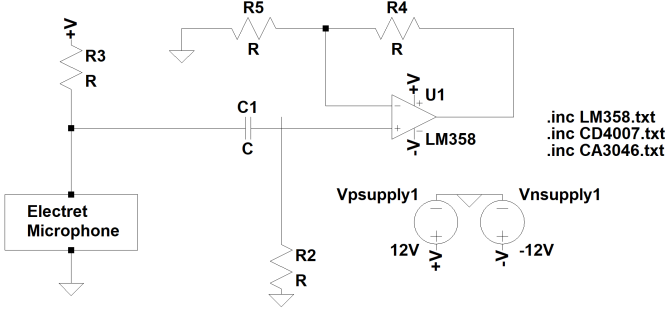 +V
R3
R
R5
R
R4
R
C1
C
+V
U1
-
+
+
-
LM358
-V
.inc LM358.txt
.inc CD4007.txt
.inc CA3046.txt
Electret
Microphone
R2
R
Vpsupply1
12V
+V
Vnsupply1
-12V
-V